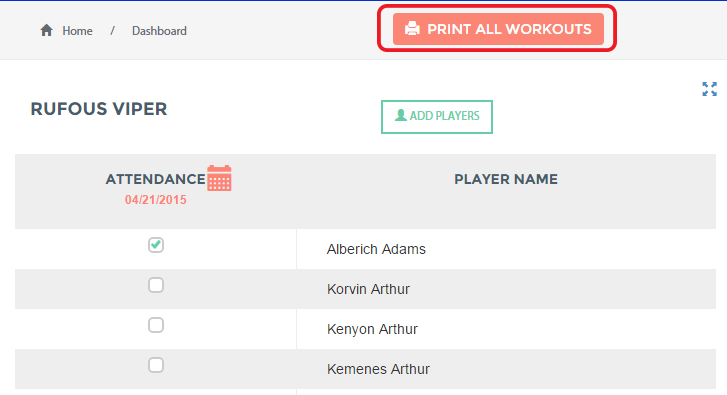 Home / Dashboard PRINT ALL WORKOUTS
RUFOUS VIPER ADD PLAYERS
ATTENDANCE PLAYER NAME
04/21/2015
Alberich Adams
Korvin Arthur
Kenyon Arthur
Kemenes Arthur